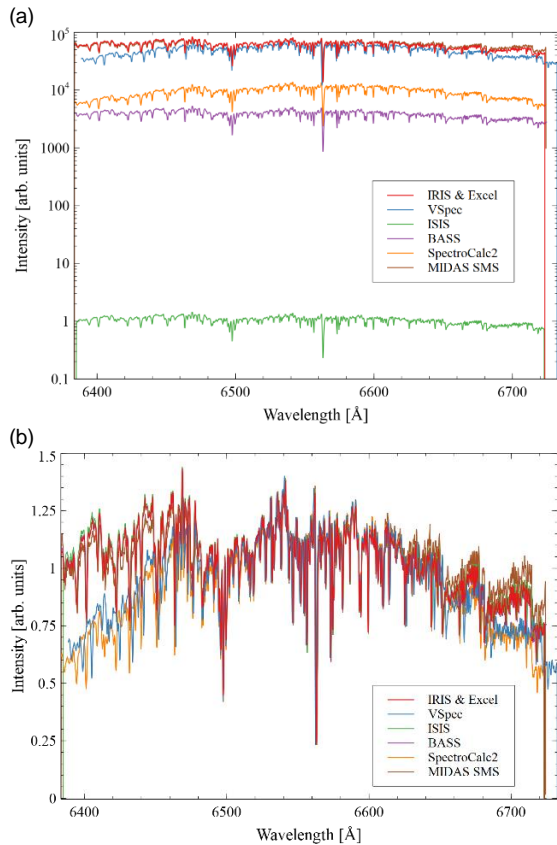 (a)
10^5
10^4
1000
100
10
1
0.1
Intensity [arb. units]
IRIS & Excel
VSpec
ISIS
BASS
SpectroCalc2
MIDAS SMS
6400 6500 6600 6700
Wavelength [Å]
(b)
1.5
1.25
1
0.75
0.5
0.25
0
Intensity [arb. units]
IRIS & Excel
VSpec
ISIS
BASS
SpectroCalc2
MIDAS SMS
6400 6500 6600 6700
Wavelength [Å]